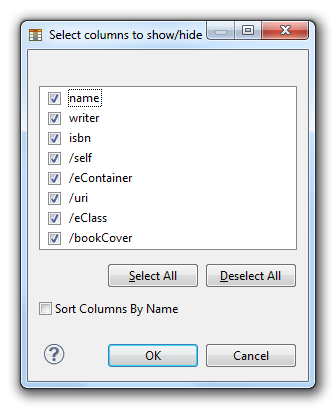 Select columns to show/hide
name
writer
isbn
/self
/eContainer
/uri
/eClass
/bookCover
Select All Deselect All
Sort Columns By Name
? OK Cancel